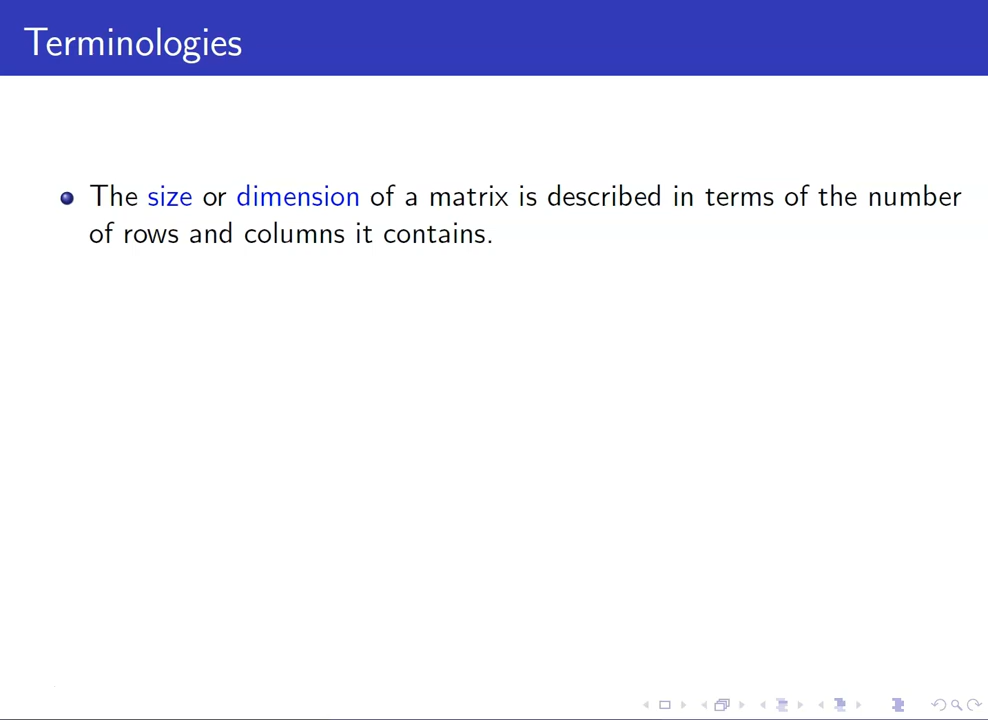 Terminologies
The size or dimension of a matrix is described in terms of the number
of rows and columns it contains.